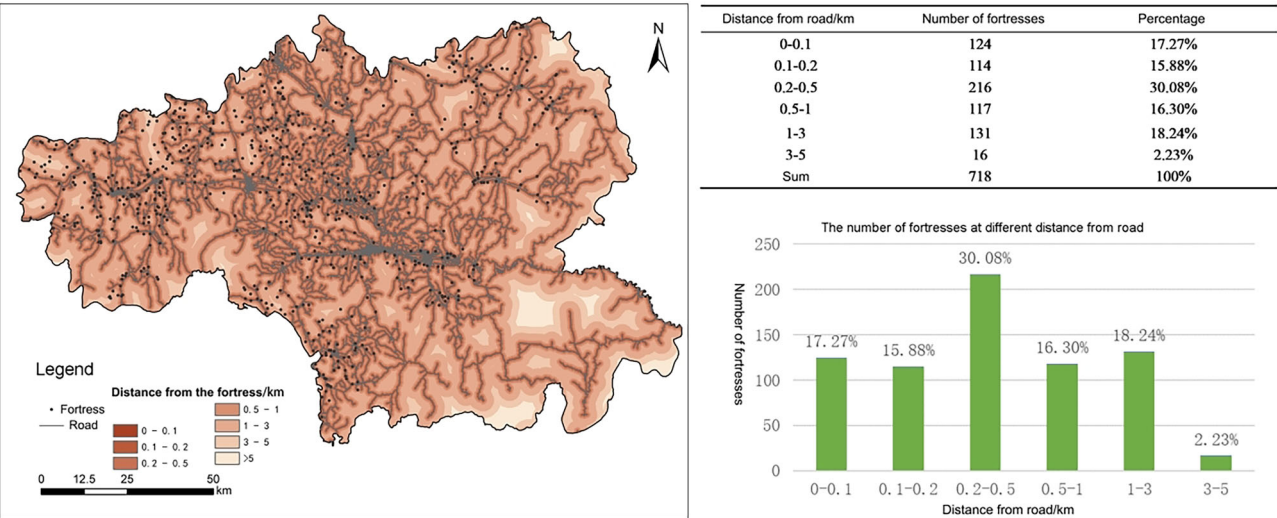 N
Legend
Distance from the fortress/km
Fortress
Road
0 - 0.1
0.1 - 0.2
0.2 - 0.5
0.5 - 1
1 - 3
3 - 5
>5
0 12.5 25 50
km
Distance from road/km Number of fortresses Percentage
0-0.1 124 17.27%
0.1-0.2 114 15.88%
0.2-0.5 216 30.08%
0.5-1 117 16.30%
1-3 131 18.24%
3-5 16 2.23%
Sum 718 100%
The number of fortresses at different distance from road
Number of fortresses
250
200
150
100
50
0
17.27%
15.88%
30.08%
16.30%
18.24%
2.23%
0-0.1 0.1-0.2 0.2-0.5 0.5-1 1-3 3-5
Distance from road/km